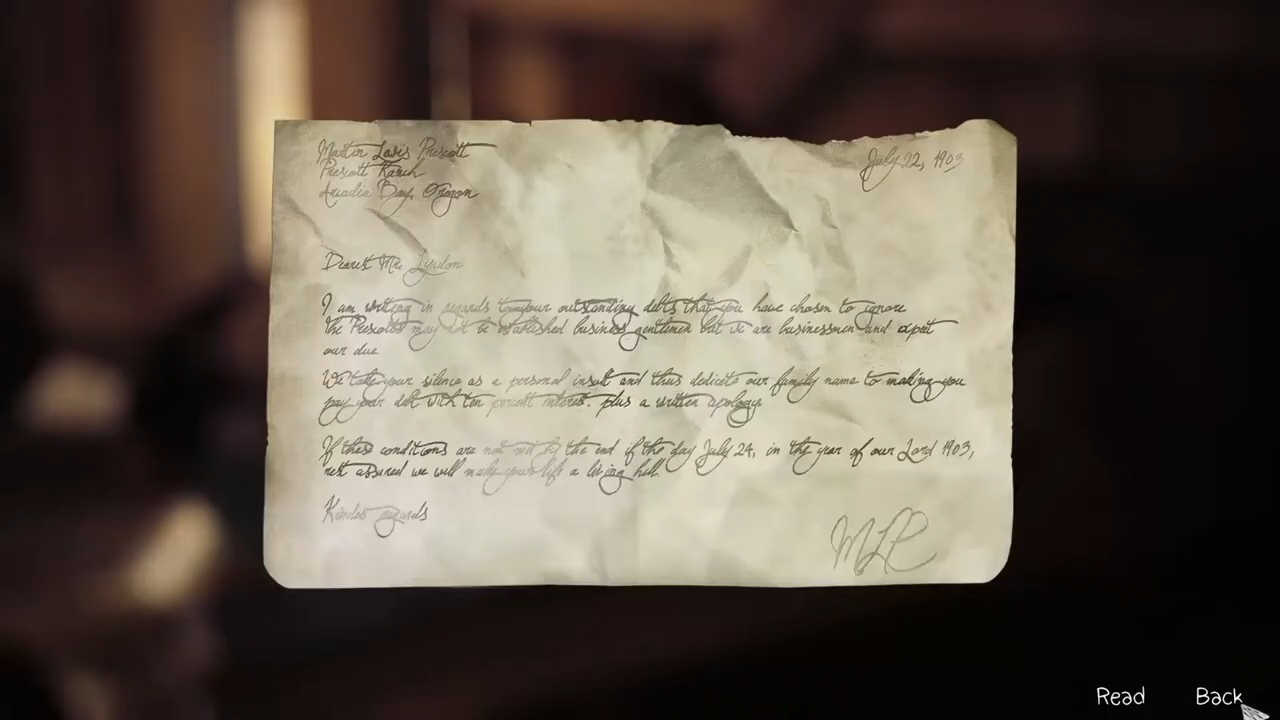 Martin Lewis Prescott
Prescott Ranch
Arcadia Bay, Oregon
July 22, 1903
Dearest Mr. Lyndon
I am writing in regards to your outstanding debts that you have chosen to ignore.
The Prescotts may not be established business gentlemen but we are businessmen and expect
our due.
We take your silence as a personal insult and thus dedicate our family name to making you
pay your debt with ten percent interest. plus a written apology.
If these conditions are not met by the end if the day July 24, in the year of our Lord 1903,
rest assured we will make your life a living hell.
Kindest regards
MLP
Read
Back